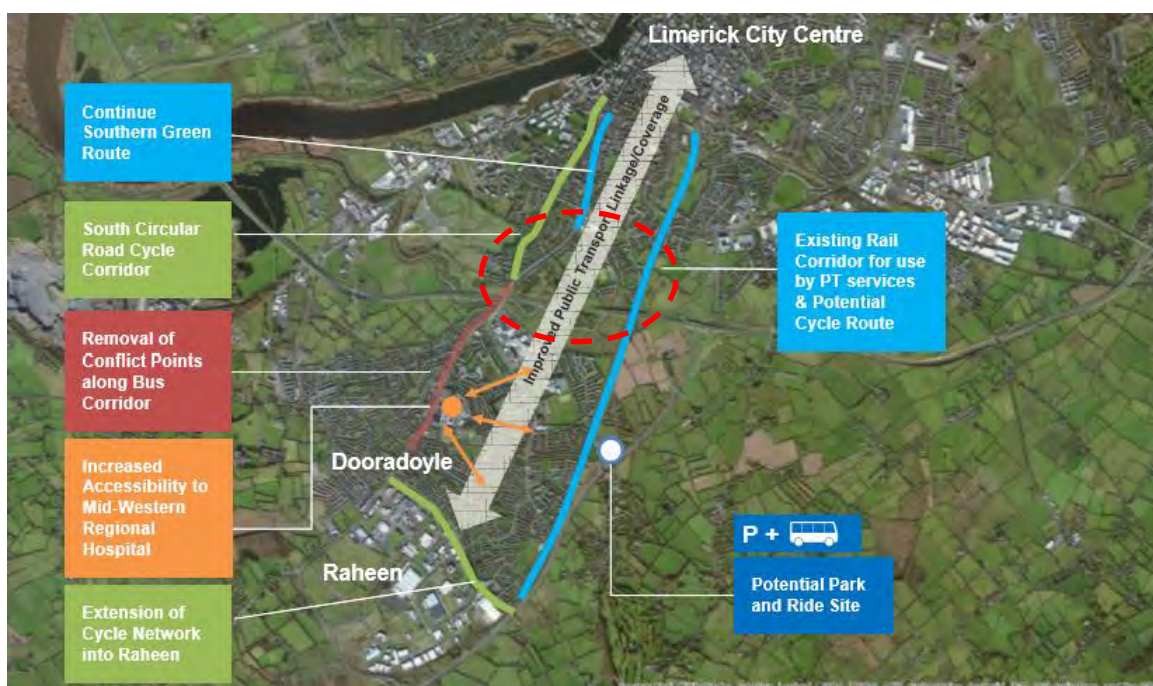 Limerick City Centre
Continue
Southern Green
Route
South Circular
Road Cycle
Corridor
Improved Public Transport Linkage/Coverage
Existing Rail
Corridor for use
by PT services
& Potential
Cycle Route
Removal of
Conflict Points
along Bus
Corridor
Increased
Accessibility to
Mid-Western
Regional
Hospital
Dooradoyle
Raheen
P +
Potential Park
and Ride Site
Extension of
Cycle Network
into Raheen